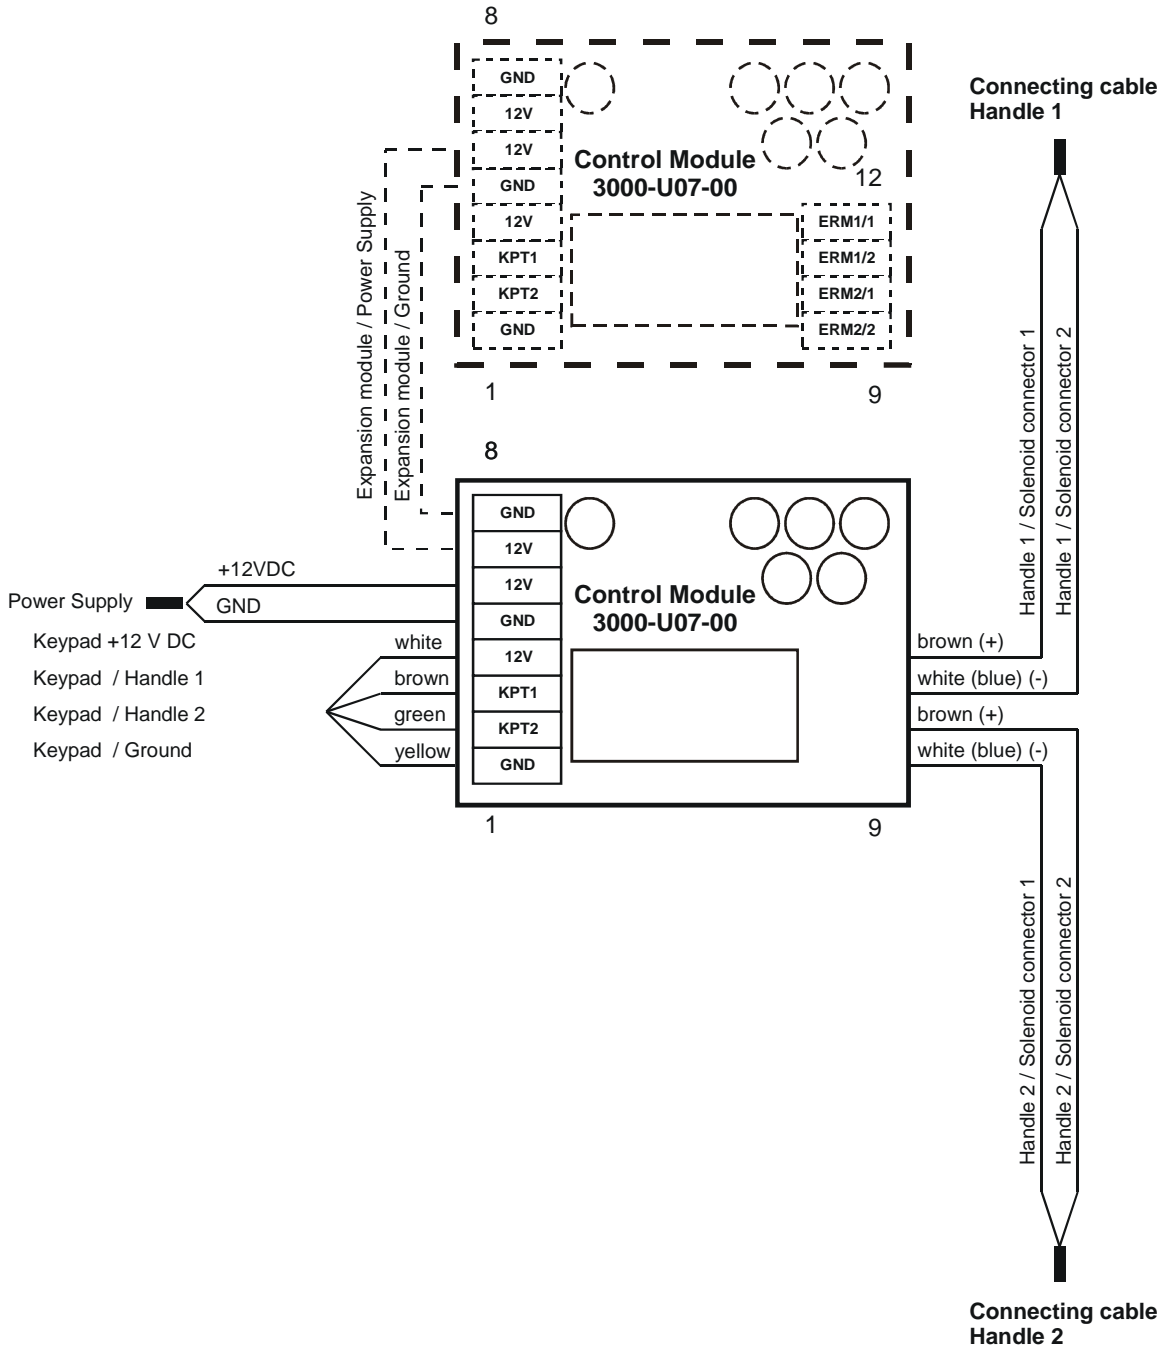 8
GND
12V
12V
GND
12V
KPT1
KPT2
GND
Control Module
3000-U07-00
12
ERM1/1
ERM1/2
ERM2/1
ERM2/2
1
9
Expansion module / Power Supply
Expansion module / Ground
Connecting cable
Handle 1
Handle 1 / Solenoid connector 1
Handle 1 / Solenoid connector 2
8
GND
12V
12V
GND
12V
KPT1
KPT2
GND
Control Module
3000-U07-00
1
9
+12VDC
Power Supply
GND
Keypad +12 V DC
white
Keypad / Handle 1
brown
Keypad / Handle 2
green
Keypad / Ground
yellow
brown (+)
white (blue) (-)
brown (+)
white (blue) (-)
Handle 2 / Solenoid connector 1
Handle 2 / Solenoid connector 2
Connecting cable
Handle 2